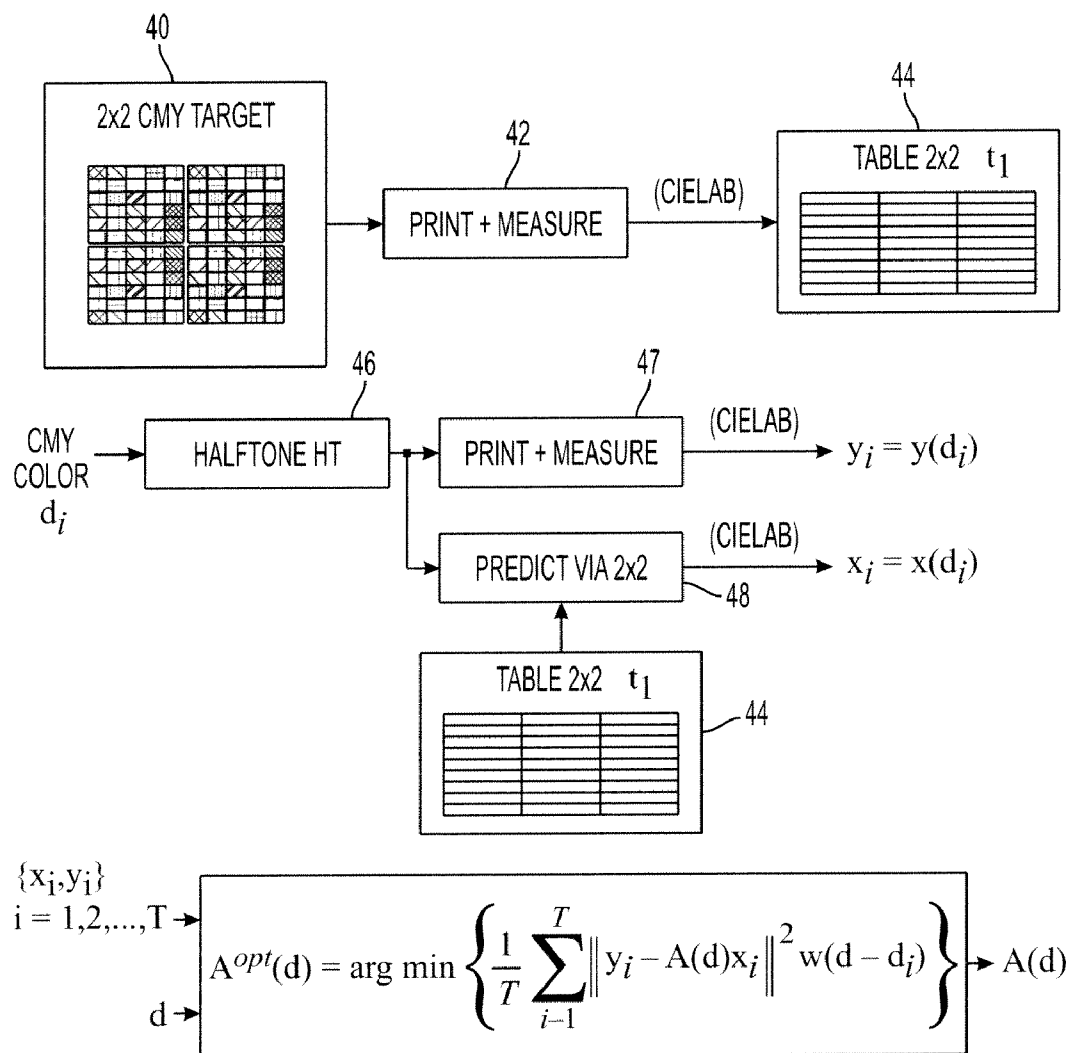 40
2x2 CMY TARGET
42
PRINT + MEASURE
(CIELAB)
44
TABLE 2x2 t₁
46
CMY
COLOR
dᵢ
HALFTONE HT
47
PRINT + MEASURE
(CIELAB)
yᵢ = y(dᵢ)
PREDICT VIA 2x2
48
(CIELAB)
xᵢ = x(dᵢ)
TABLE 2x2 t₁
44
{xᵢ,yᵢ}
i = 1,2,...,T
d
A^opt(d) = arg min { 1/T ∑_{i–1}^{T} ‖ yᵢ – A(d)xᵢ ‖² w(d – dᵢ) }
A(d)